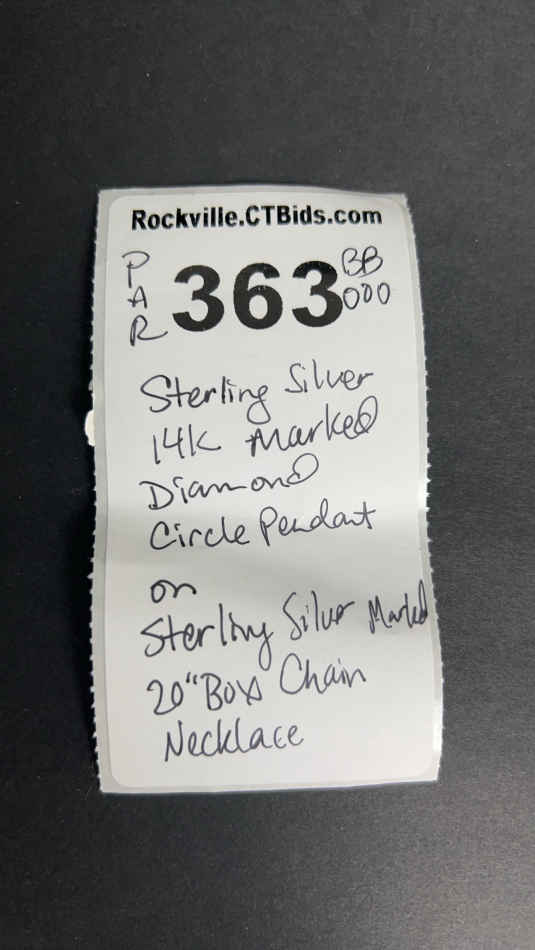 Rockville.CTBids.com
PAR
363
BB
000
Sterling Silver
14K Marked
Diamond
Circle Pendant
on
Sterling Silver Marked
20" Box Chain
Necklace